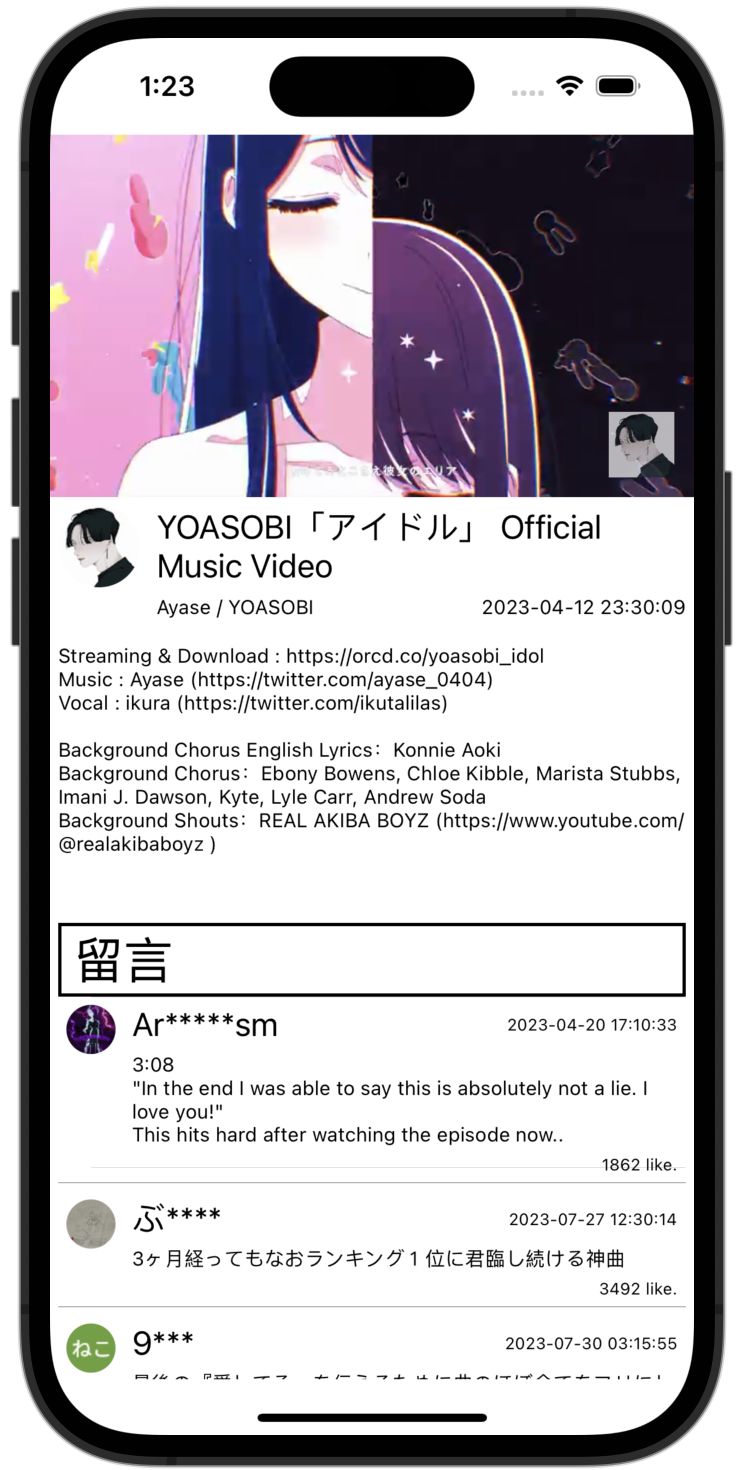 1:23
彼女のエリア
YOASOBI「アイドル」 Official
Music Video
Ayase / YOASOBI
2023-04-12 23:30:09
Streaming & Download : https://orcd.co/yoasobi_idol
Music : Ayase (https://twitter.com/ayase_0404)
Vocal : ikura (https://twitter.com/ikutalilas)
Background Chorus English Lyrics：Konnie Aoki
Background Chorus：Ebony Bowens, Chloe Kibble, Marista Stubbs,
Imani J. Dawson, Kyte, Lyle Carr, Andrew Soda
Background Shouts：REAL AKIBA BOYZ (https://www.youtube.com/
@realakibaboyz )
留言
Ar*****sm
2023-04-20 17:10:33
3:08
"In the end I was able to say this is absolutely not a lie. I
love you!"
This hits hard after watching the episode now..
1862 like.
ぶ****
2023-07-27 12:30:14
3ヶ月経ってもなおランキング１位に君臨し続ける神曲
3492 like.
ねこ
9***
2023-07-30 03:15:55